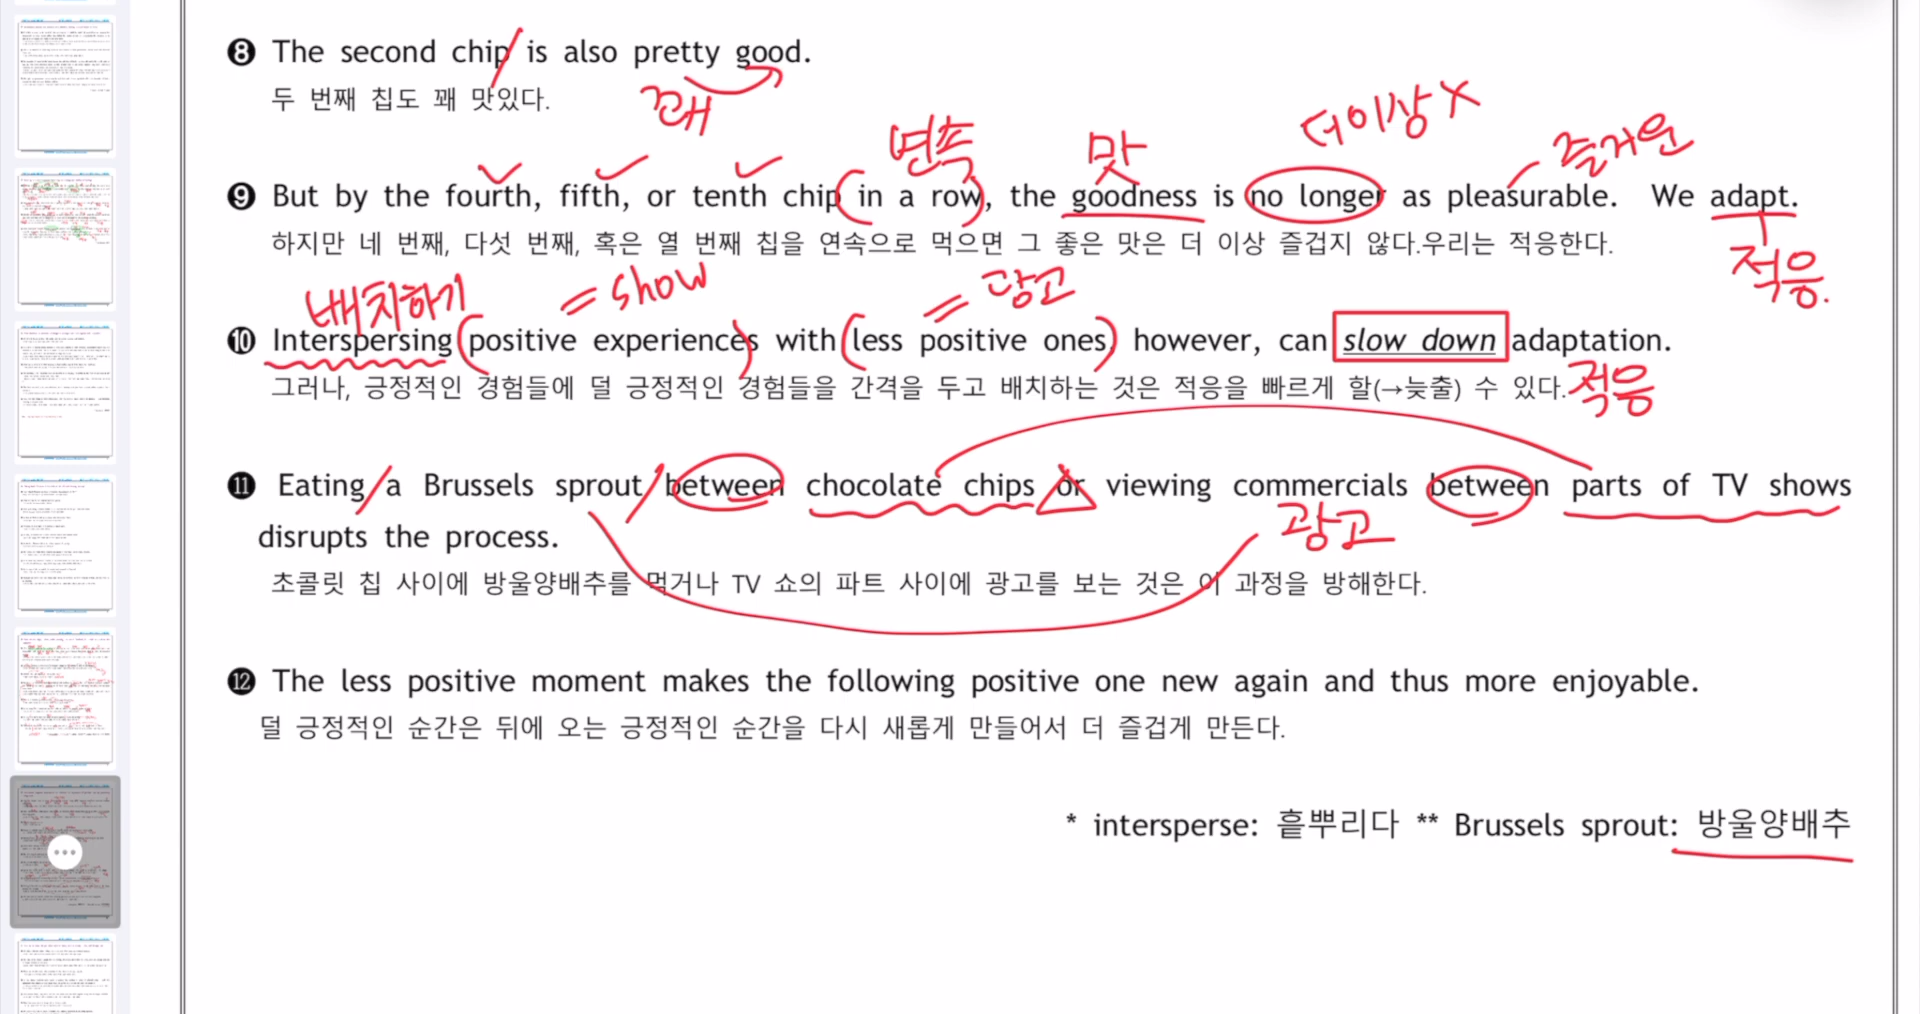 ❽ The second chip is also pretty good.
두 번째 칩도 꽤 맛있다.
꽤
연속
맛
더이상 X
즐거운
❾ But by the fourth, fifth, or tenth chip in a row, the goodness is no longer as pleasurable. We adapt.
하지만 네 번째, 다섯 번째, 혹은 열 번째 칩을 연속으로 먹으면 그 좋은 맛은 더 이상 즐겁지 않다.우리는 적응한다.
적응.
배치하기
= show
= 광고
❿ Interspersing positive experiences with less positive ones, however, can slow down adaptation.
그러나, 긍정적인 경험들에 덜 긍정적인 경험들을 간격을 두고 배치하는 것은 적응을 빠르게 할(→늦출) 수 있다.
적응
⓫ Eating a Brussels sprout between chocolate chips or viewing commercials between parts of TV shows
disrupts the process.
광고
초콜릿 칩 사이에 방울양배추를 먹거나 TV 쇼의 파트 사이에 광고를 보는 것은 이 과정을 방해한다.
⓬ The less positive moment makes the following positive one new again and thus more enjoyable.
덜 긍정적인 순간은 뒤에 오는 긍정적인 순간을 다시 새롭게 만들어서 더 즐겁게 만든다.
* intersperse: 흩뿌리다 ** Brussels sprout: 방울양배추